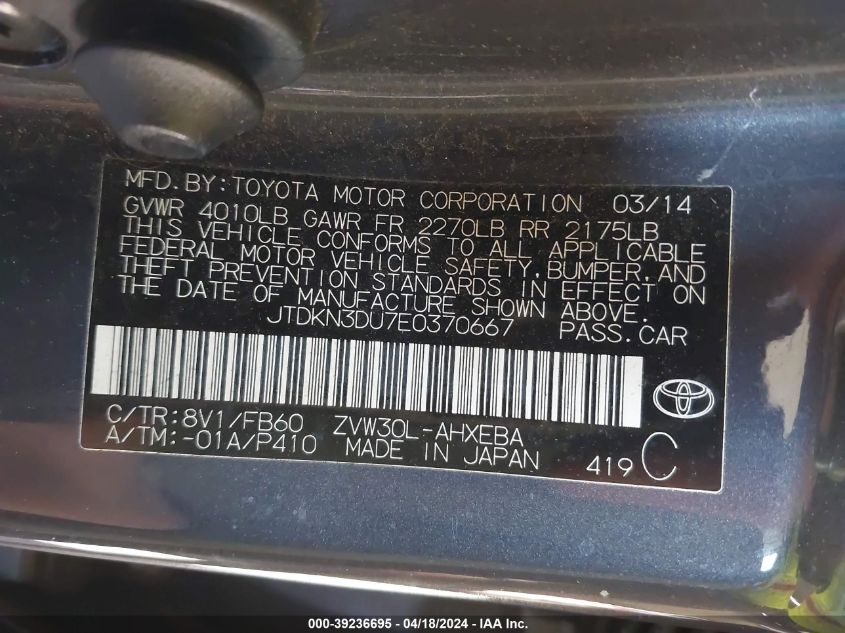 MFD.BY:TOYOTA MOTOR CORPORATION 03/14
GVWR 4010LB GAWR FR 2270LB RR 2175LB
THIS VEHICLE CONFORMS TO ALL APPLICABLE
FEDERAL MOTOR VEHICLE SAFETY,BUMPER,AND
THEFT PREVENTION STANDARDS IN EFFECT ON
THE DATE OF MANUFACTURE SHOWN ABOVE.
JTDKN3DU7E0370667 PASS.CAR
C/TR:8V1/FB60 ZVW30L-AHXEBA
A/TM:-01A/P410 MADE IN JAPAN 419 C
000-39236695 - 04/18/2024 - IAA Inc.